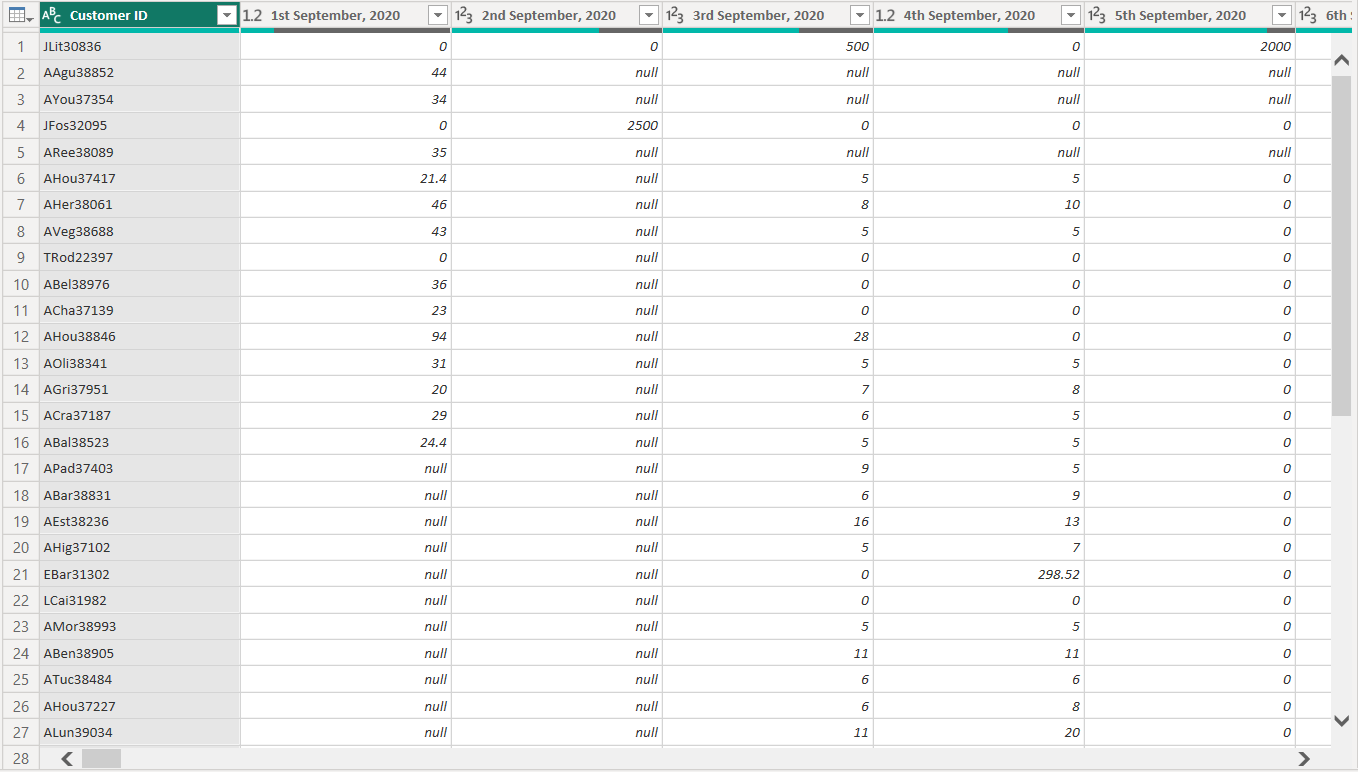 Customer ID 1.2 1st September, 2020 123 2nd September, 2020 123 3rd September, 2020 1.2 4th September, 2020 123 5th September, 2020 123 6th
1 JLit30836 0 0 500 0 2000
2 AAgu38852 44 null null null null
3 AYou37354 34 null null null null
4 JFos32095 0 2500 0 0 0
5 ARee38089 35 null null null null
6 AHou37417 21.4 null 5 5 0
7 AHer38061 46 null 8 10 0
8 AVeg38688 43 null 5 5 0
9 TRod22397 0 null 0 0 0
10 ABel38976 36 null 0 0 0
11 ACha37139 23 null 0 0 0
12 AHou38846 94 null 28 0 0
13 AOli38341 31 null 5 5 0
14 AGri37951 20 null 7 8 0
15 ACra37187 29 null 6 5 0
16 ABal38523 24.4 null 5 5 0
17 APad37403 null null 9 5 0
18 ABar38831 null null 6 9 0
19 AEst38236 null null 16 13 0
20 AHig37102 null null 5 7 0
21 EBar31302 null null 0 298.52 0
22 LCai31982 null null 0 0 0
23 AMor38993 null null 5 5 0
24 ABen38905 null null 11 11 0
25 ATuc38484 null null 6 6 0
26 AHou37227 null null 6 8 0
27 ALun39034 null null 11 20 0
28